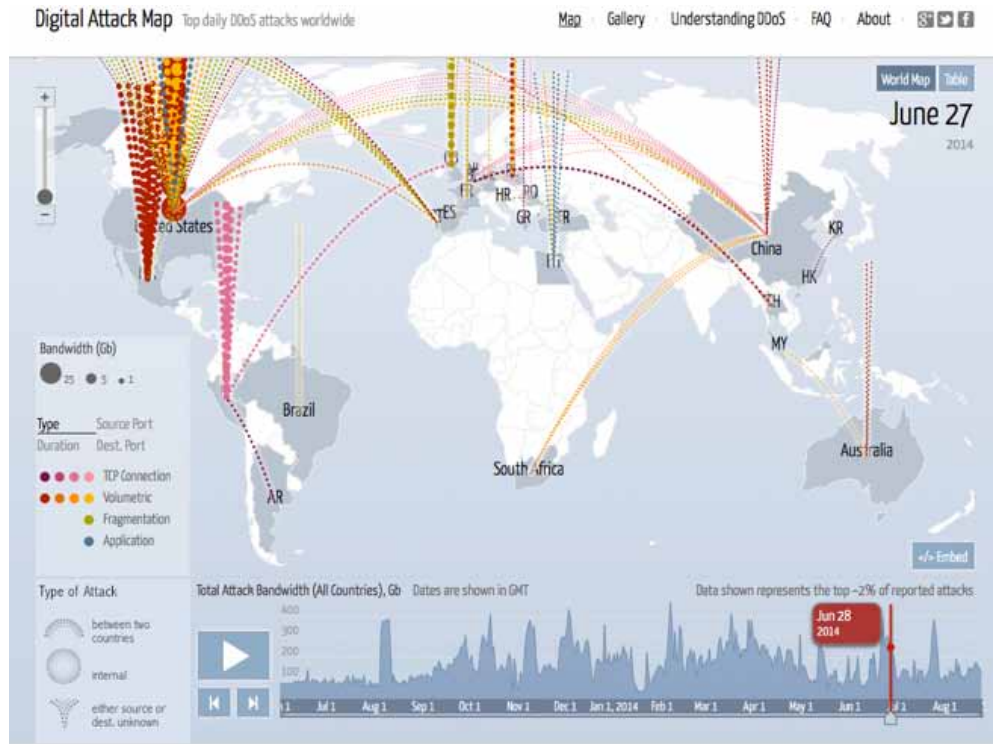 Digital Attack Map Top daily DDoS attacks worldwide
Map · Gallery · Understanding DDoS · FAQ · About
World Map Table
June 27
2014
+
−
United States
ES
HR
RO
GR
TR
China
KR
HK
TH
MY
Brazil
South Africa
Australia
AR
Bandwidth (Gb)
25 5 1
Type Source Port
Duration Dest. Port
TCP Connection
Volumetric
Fragmentation
Application
</> Embed
Type of Attack
between two
countries
internal
either source or
dest. unknown
Total Attack Bandwidth (All Countries), Gb Dates are shown in GMT
Data shown represents the top ~2% of reported attacks
Jun 28
2014
400
300
200
100
Jul 1 Aug 1 Sep 1 Oct 1 Nov 1 Dec 1 Jan 1, 2014 Feb 1 Mar 1 Apr 1 May 1 Jun 1 Jul 1 Aug 1